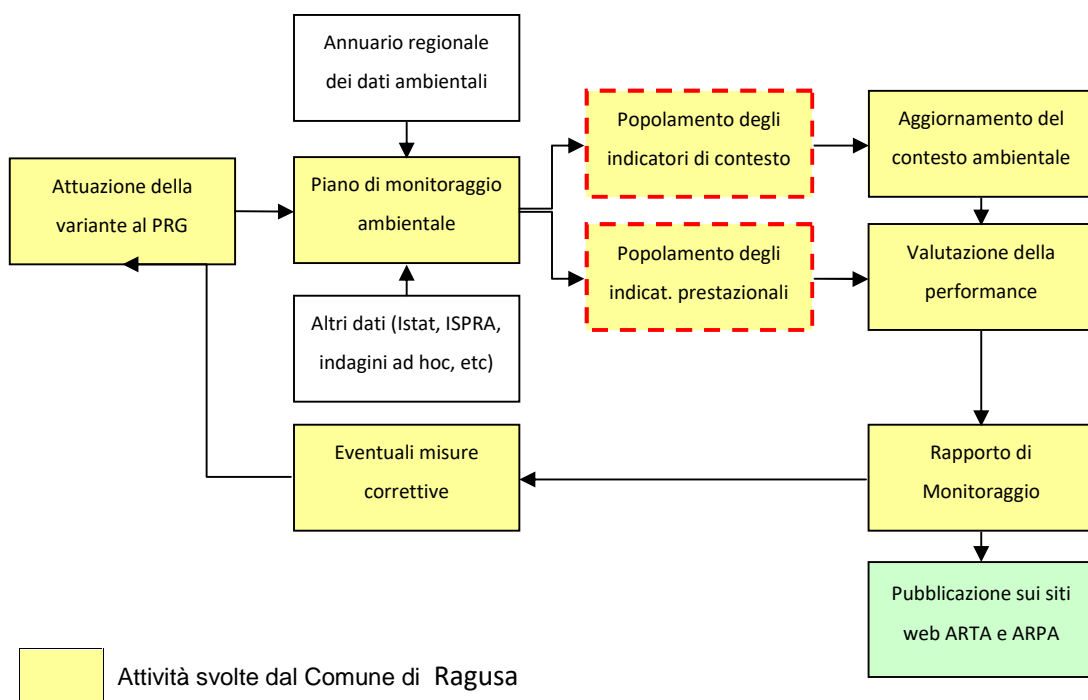 Annuario regionale
dei dati ambientali
Popolamento degli
indicatori di contesto
Aggiornamento del
contesto ambientale
Attuazione della
variante al PRG
Piano di monitoraggio
ambientale
Popolamento degli
indicat. prestazionali
Valutazione della
performance
Altri dati (Istat, ISPRA,
indagini ad hoc, etc)
Eventuali misure
correttive
Rapporto di
Monitoraggio
Pubblicazione sui siti
web ARTA e ARPA
Attività svolte dal Comune di Ragusa